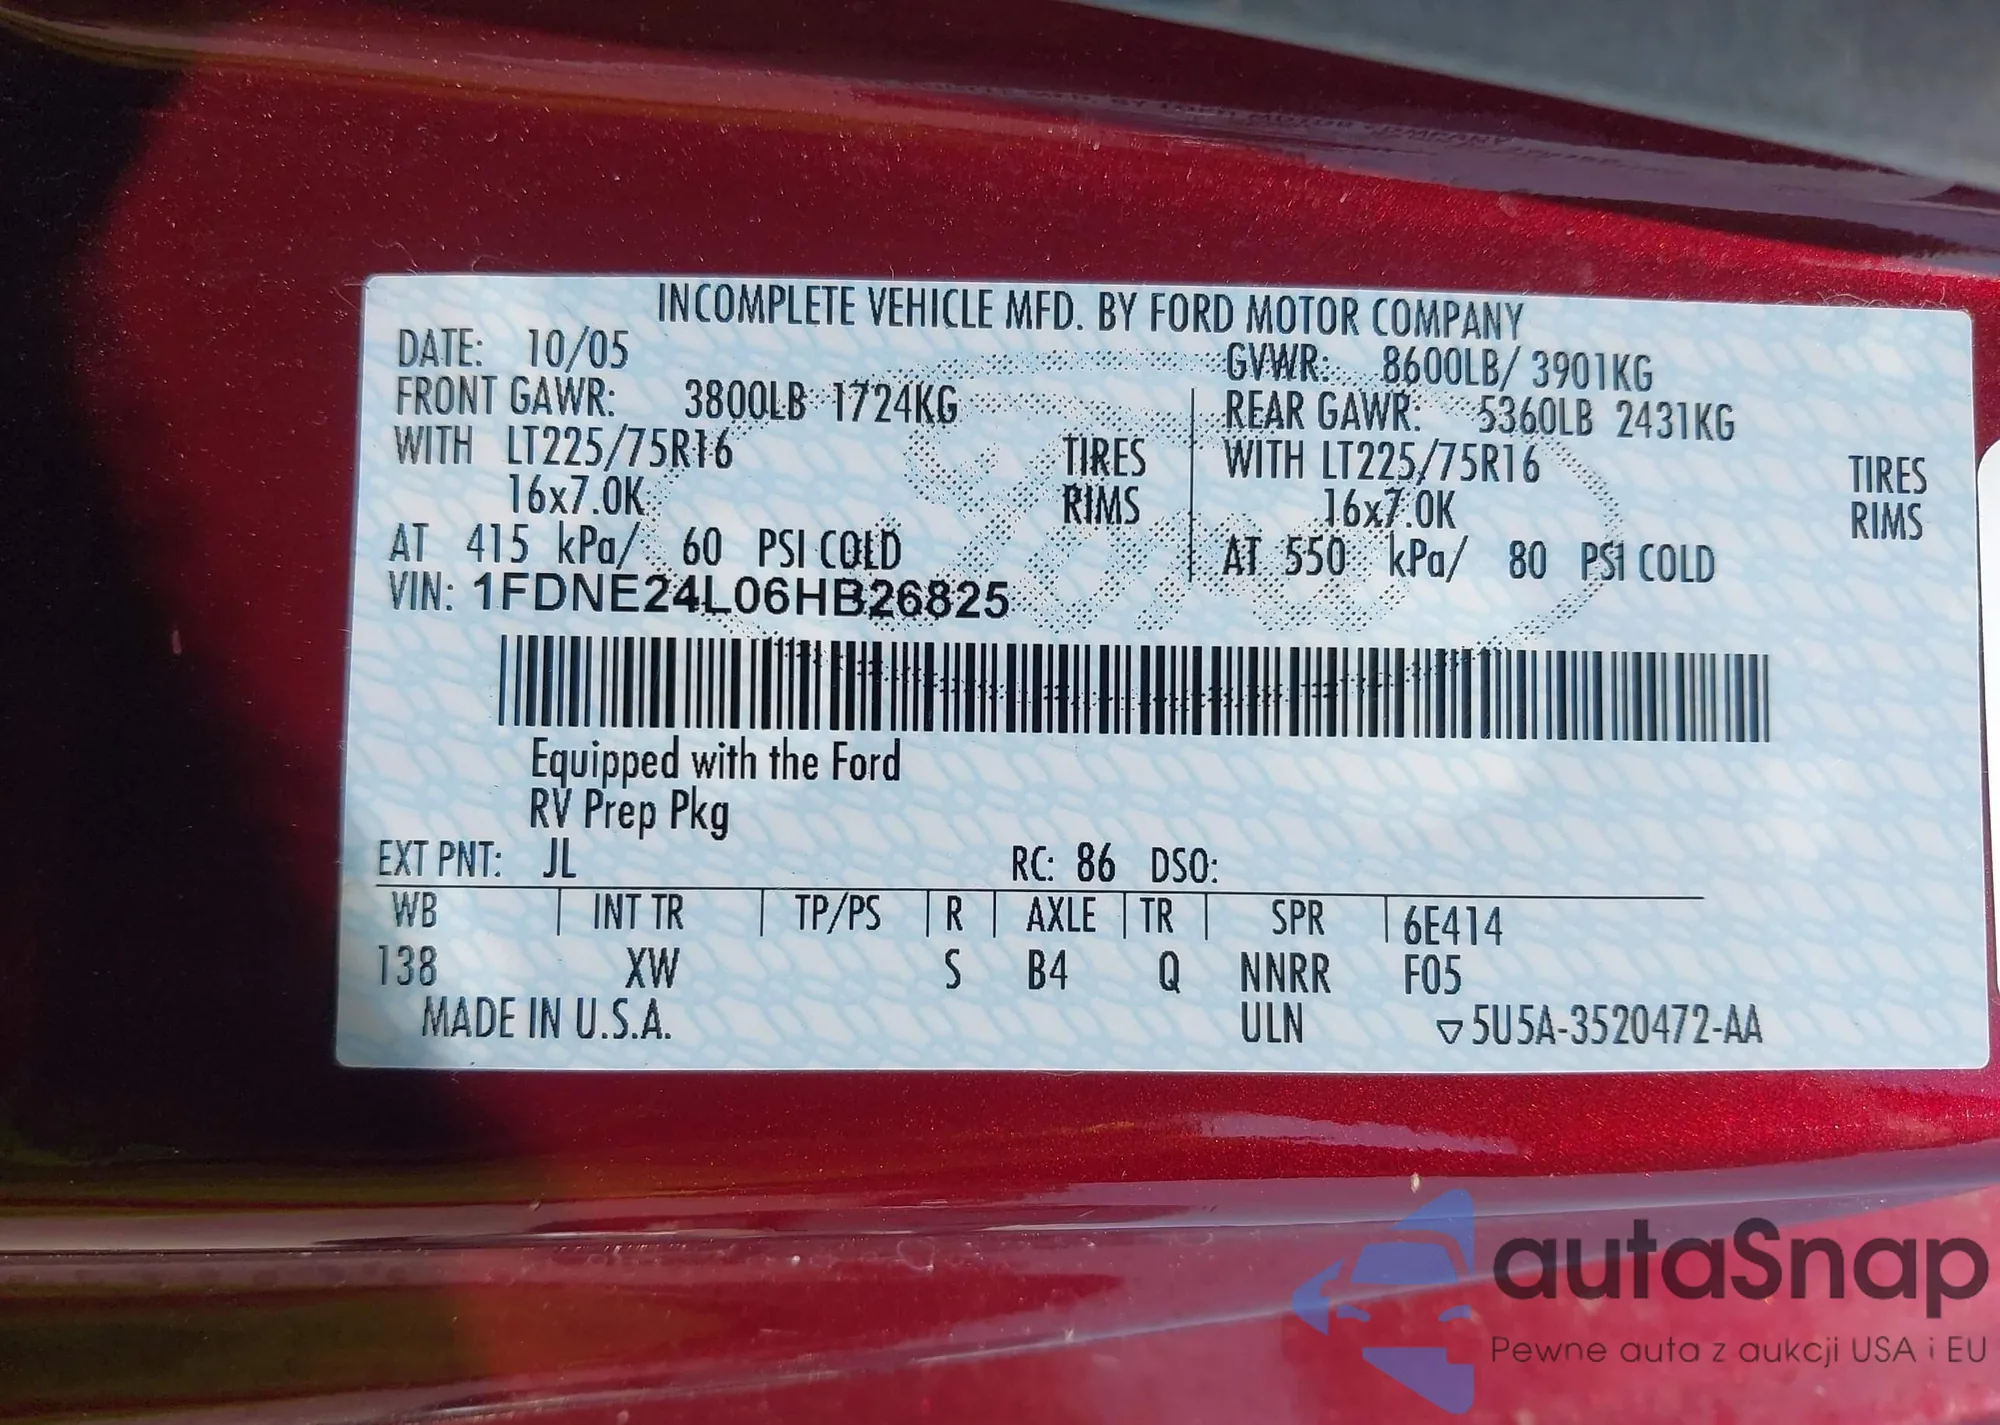 INCOMPLETE VEHICLE MFD. BY FORD MOTOR COMPANY
DATE: 10/05 GVWR: 8600LB/ 3901KG
FRONT GAWR: 3800LB 1724KG REAR GAWR: 5360LB 2431KG
WITH LT225/75R16 TIRES WITH LT225/75R16 TIRES
16x7.0K RIMS 16x7.0K RIMS
AT 415 kPa/ 60 PSI COLD AT 550 kPa/ 80 PSI COLD
VIN: 1FDNE24L06HB26825
Equipped with the Ford
RV Prep Pkg
EXT PNT: JL RC: 86 DSO:
WB INT TR TP/PS R AXLE TR SPR 6E414
138 XW S B4 Q NNRR F05
MADE IN U.S.A. ULN ▽5U5A-3520472-AA
autaSnap
Pewne auta z aukcji USA i EU